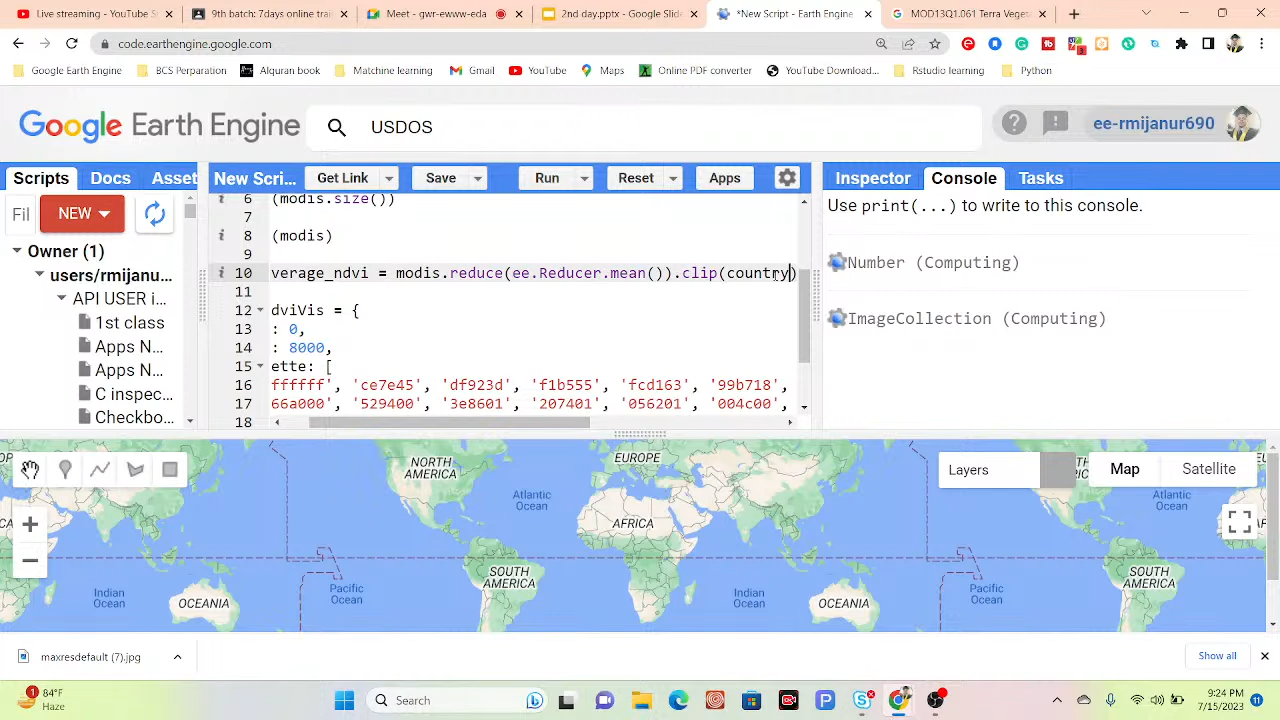 Live streaming - YouTube S
9th batch: 7days online trai
Meet - gwr-ewed-wea
2nd day.pptx - Google Slide
*New Script - Earth Engine
MOD13Q1.061 Terra Vegeta
code.earthengine.google.com
Google Earth Engine
BCS Perparation
Alquran book
Matchine learning
Gmail
YouTube
Maps
Online PDF converter
YouTube Download...
Rstudio learning
Python
Google Earth Engine
USDOS
ee-rmijanur690
Scripts
Docs
Asset
New Scri...
Get Link
Save
Run
Reset
Apps
Inspector
Console
Tasks
Fil
NEW
Owner (1)
users/rmijanu...
API USER i...
1st class
Apps N...
Apps N...
C inspec...
Checkbo...
6 (modis.size())
7
8 (modis)
9
10 verage_ndvi = modis.reduce(ee.Reducer.mean()).clip(country)
11
12 dviVis = {
13 : 0,
14 : 8000,
15 ette: [
16 ffffff', 'ce7e45', 'df923d', 'f1b555', 'fcd163', '99b718',
17 66a000', '529400', '3e8601', '207401', '056201', '004c00',
18
Use print(...) to write to this console.
Number (Computing)
ImageCollection (Computing)
Layers
Map
Satellite
NORTH
AMERICA
EUROPE
Atlantic
Ocean
Atlantic
Ocean
AFRICA
SOUTH
AMERICA
SOUTH
AMERICA
Indian
Ocean
OCEANIA
Pacific
Ocean
Indian
Ocean
OCEANIA
Pacific
Ocean
maxresdefault (7).jpg
Show all
84°F
Haze
Search
9:24 PM
7/15/2023